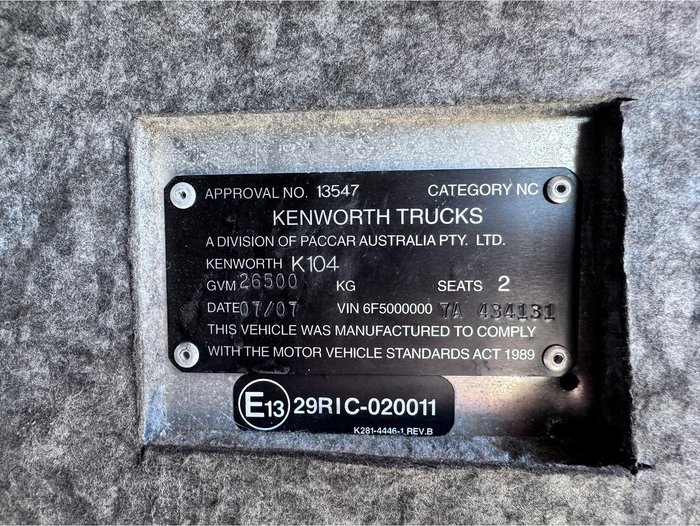 APPROVAL NO. 13547 CATEGORY NC
KENWORTH TRUCKS
A DIVISION OF PACCAR AUSTRALIA PTY. LTD.
KENWORTH K104
GVM 26500 KG SEATS 2
DATE 07/07 VIN 6F5000000 7A 434131
THIS VEHICLE WAS MANUFACTURED TO COMPLY
WITH THE MOTOR VEHICLE STANDARDS ACT 1989
E13 29RIC-020011
K281-4446-1 REV.B